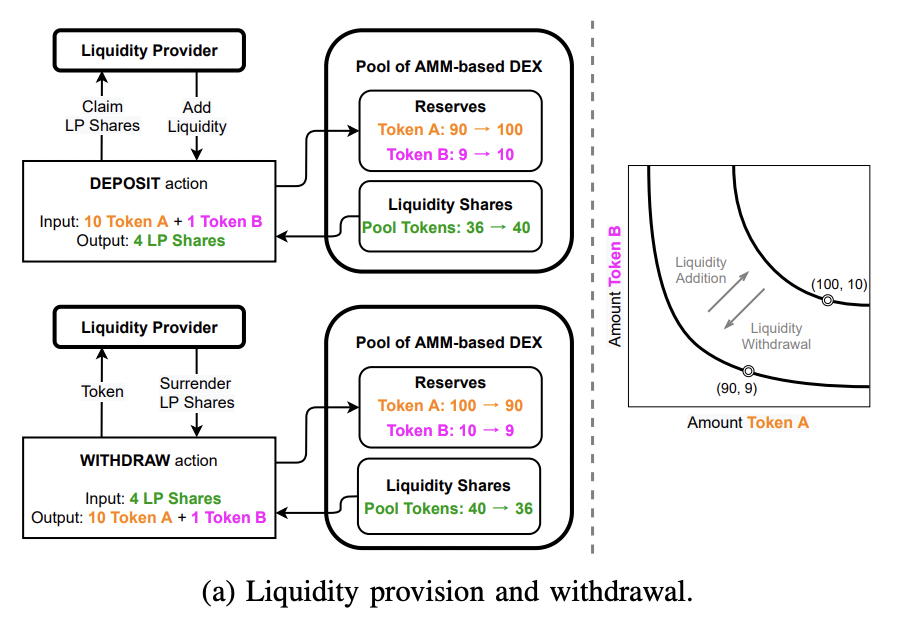 Liquidity Provider
Claim
LP Shares
Add
Liquidity
DEPOSIT action
Input: 10 Token A + 1 Token B
Output: 4 LP Shares
Pool of AMM-based DEX
Reserves
Token A: 90 → 100
Token B: 9 → 10
Liquidity Shares
Pool Tokens: 36 → 40
Liquidity Provider
Token
Surrender
LP Shares
WITHDRAW action
Input: 4 LP Shares
Output: 10 Token A + 1 Token B
Pool of AMM-based DEX
Reserves
Token A: 100 → 90
Token B: 10 → 9
Liquidity Shares
Pool Tokens: 40 → 36
Amount Token B
Liquidity
Addition
(100, 10)
Liquidity
Withdrawal
(90, 9)
Amount Token A
(a) Liquidity provision and withdrawal.